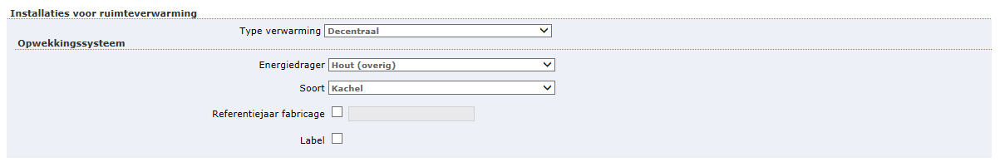 Installaties voor ruimteverwarming
Type verwarming Decentraal
Opwekkingssysteem
Energiedrager Hout (overig)
Soort Kachel
Referentiejaar fabricage
Label